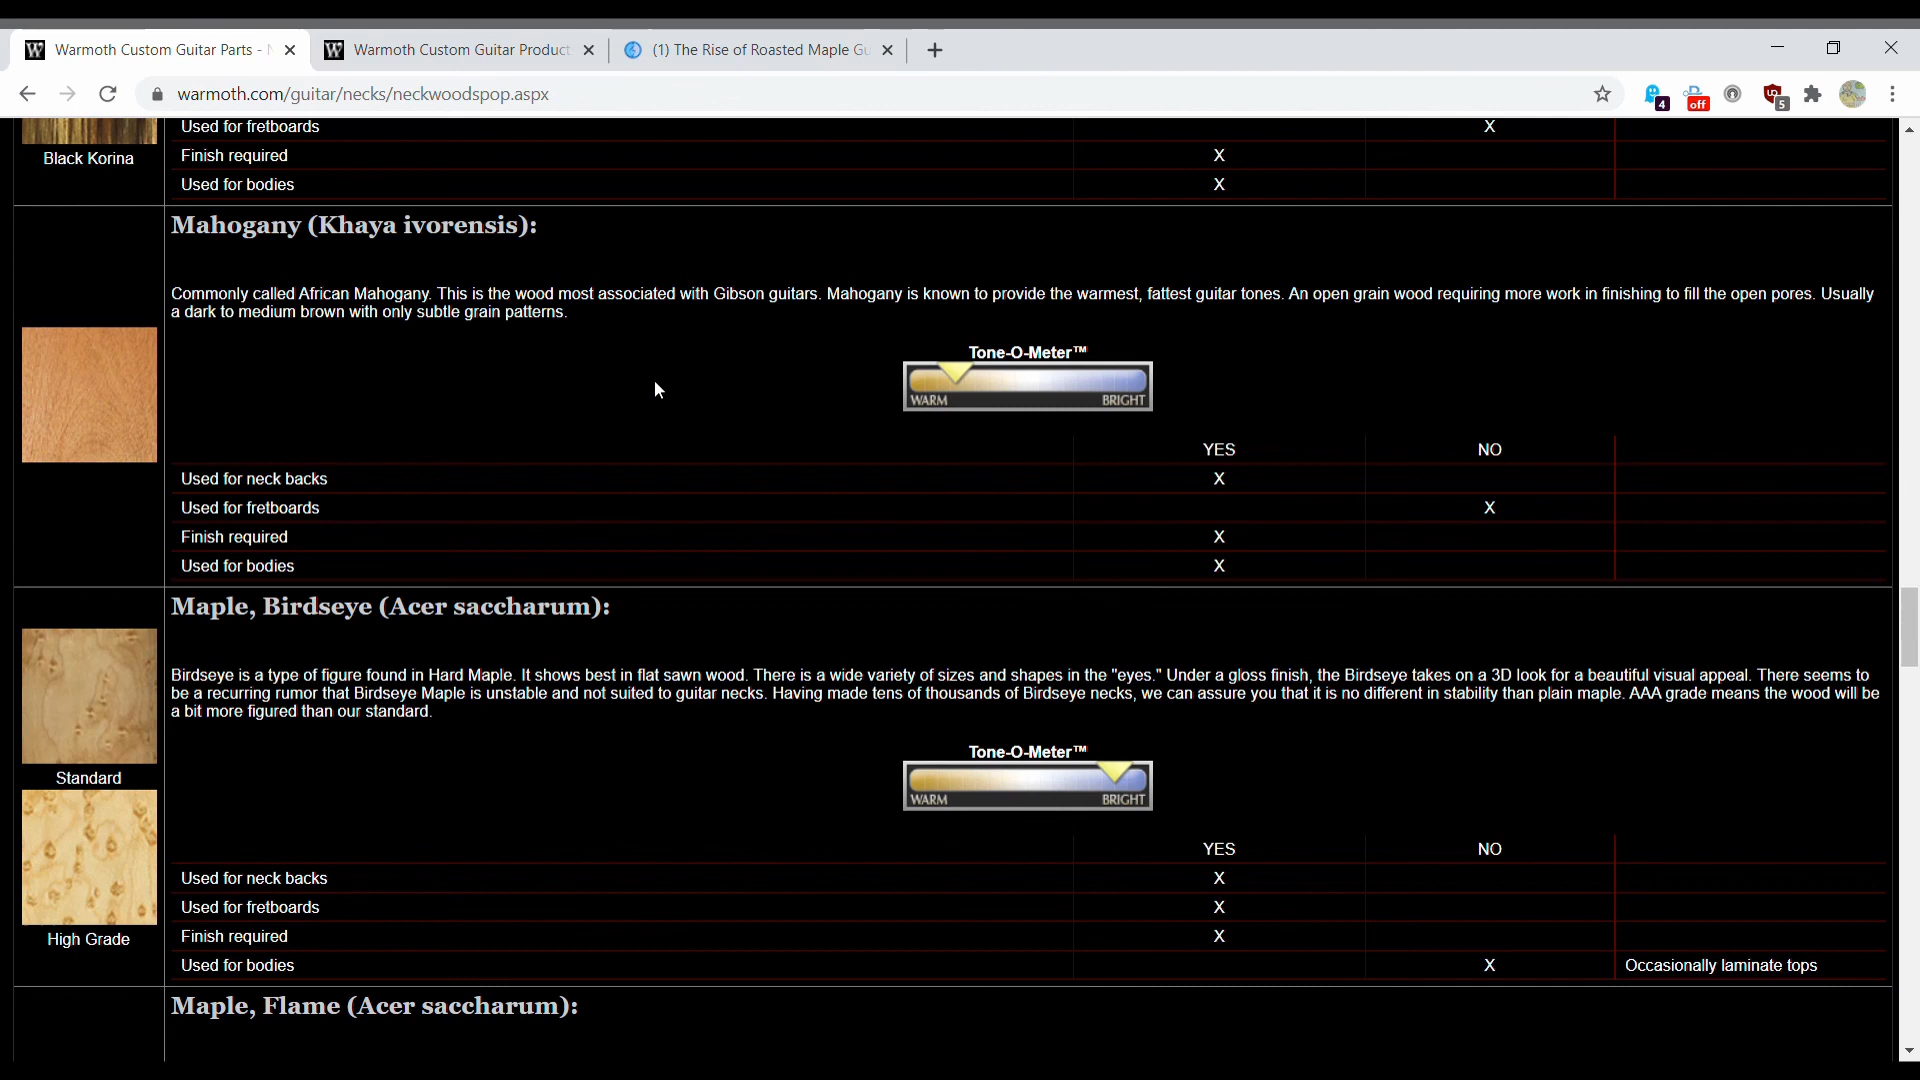 Warmoth Custom Guitar Parts - N
Warmoth Custom Guitar Product
(1) The Rise of Roasted Maple Gu
warmoth.com/guitar/necks/neckwoodspop.aspx
4
off
5
Black Korina
Used for fretboards X
Finish required X
Used for bodies X
Mahogany (Khaya ivorensis):
Commonly called African Mahogany. This is the wood most associated with Gibson guitars. Mahogany is known to provide the warmest, fattest guitar tones. An open grain wood requiring more work in finishing to fill the open pores. Usually
a dark to medium brown with only subtle grain patterns.
Tone-O-Meter™
WARM BRIGHT
YES NO
Used for neck backs X
Used for fretboards X
Finish required X
Used for bodies X
Maple, Birdseye (Acer saccharum):
Birdseye is a type of figure found in Hard Maple. It shows best in flat sawn wood. There is a wide variety of sizes and shapes in the "eyes." Under a gloss finish, the Birdseye takes on a 3D look for a beautiful visual appeal. There seems to
be a recurring rumor that Birdseye Maple is unstable and not suited to guitar necks. Having made tens of thousands of Birdseye necks, we can assure you that it is no different in stability than plain maple. AAA grade means the wood will be
a bit more figured than our standard.
Standard
High Grade
Tone-O-Meter™
WARM BRIGHT
YES NO
Used for neck backs X
Used for fretboards X
Finish required X
Used for bodies X Occasionally laminate tops
Maple, Flame (Acer saccharum):